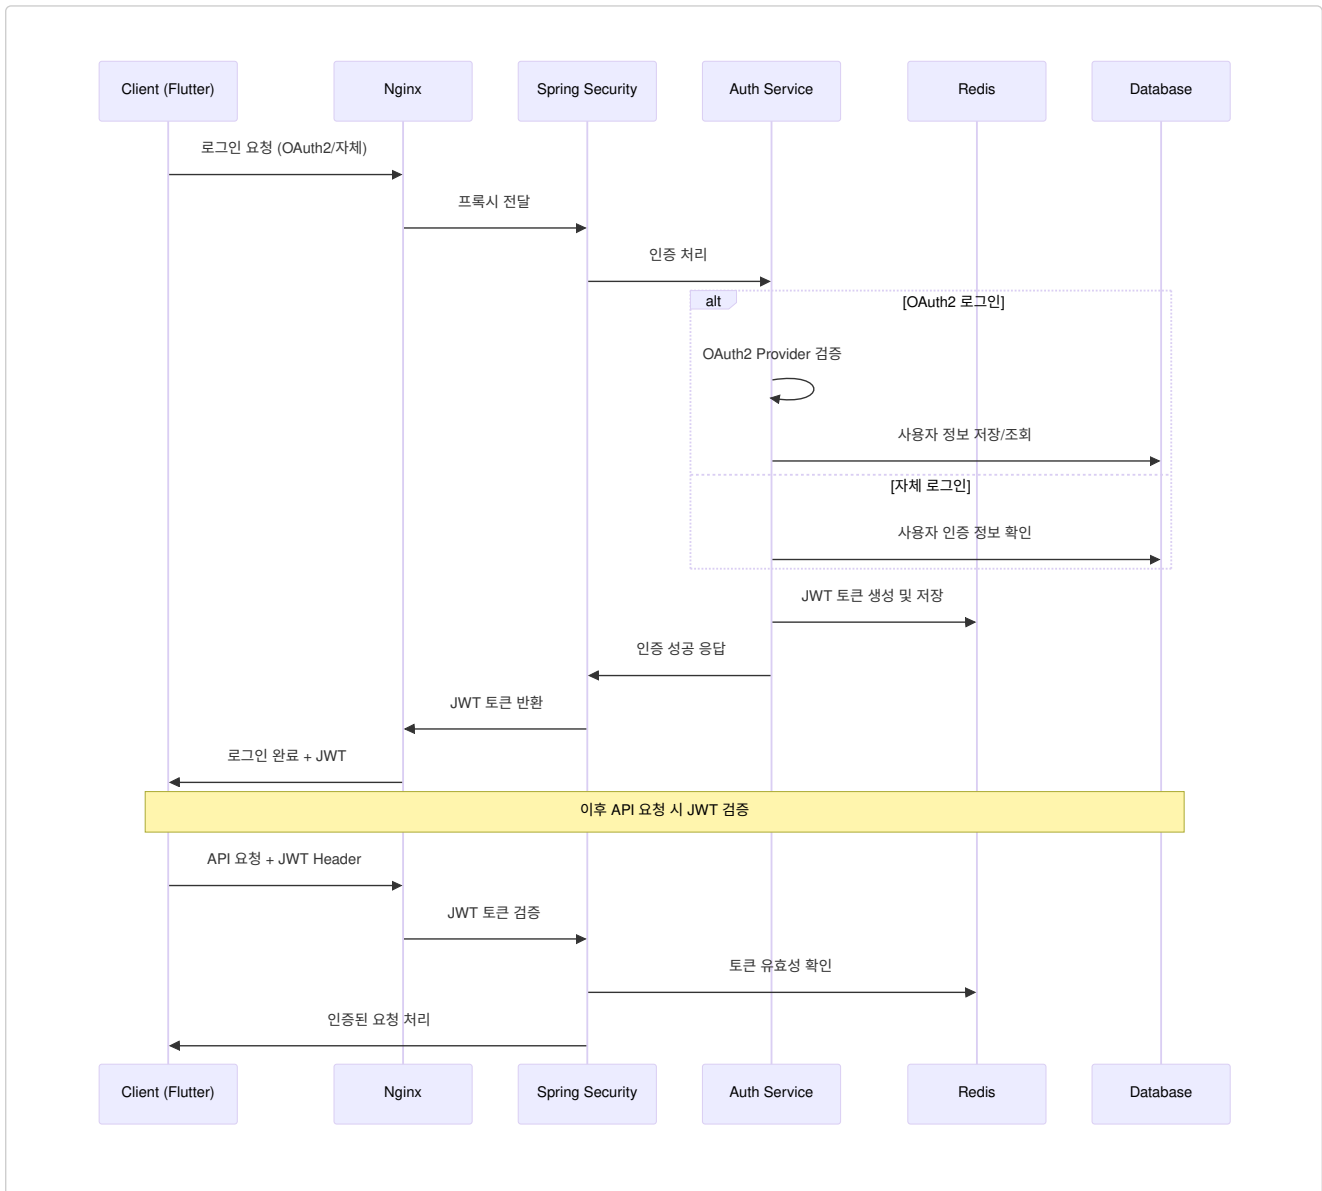 Client (Flutter)
Nginx
Spring Security
Auth Service
Redis
Database
로그인 요청 (OAuth2/자체)
프록시 전달
인증 처리
alt
[OAuth2 로그인]
OAuth2 Provider 검증
사용자 정보 저장/조회
[자체 로그인]
사용자 인증 정보 확인
JWT 토큰 생성 및 저장
인증 성공 응답
JWT 토큰 반환
로그인 완료 + JWT
이후 API 요청 시 JWT 검증
API 요청 + JWT Header
JWT 토큰 검증
토큰 유효성 확인
인증된 요청 처리
Client (Flutter)
Nginx
Spring Security
Auth Service
Redis
Database